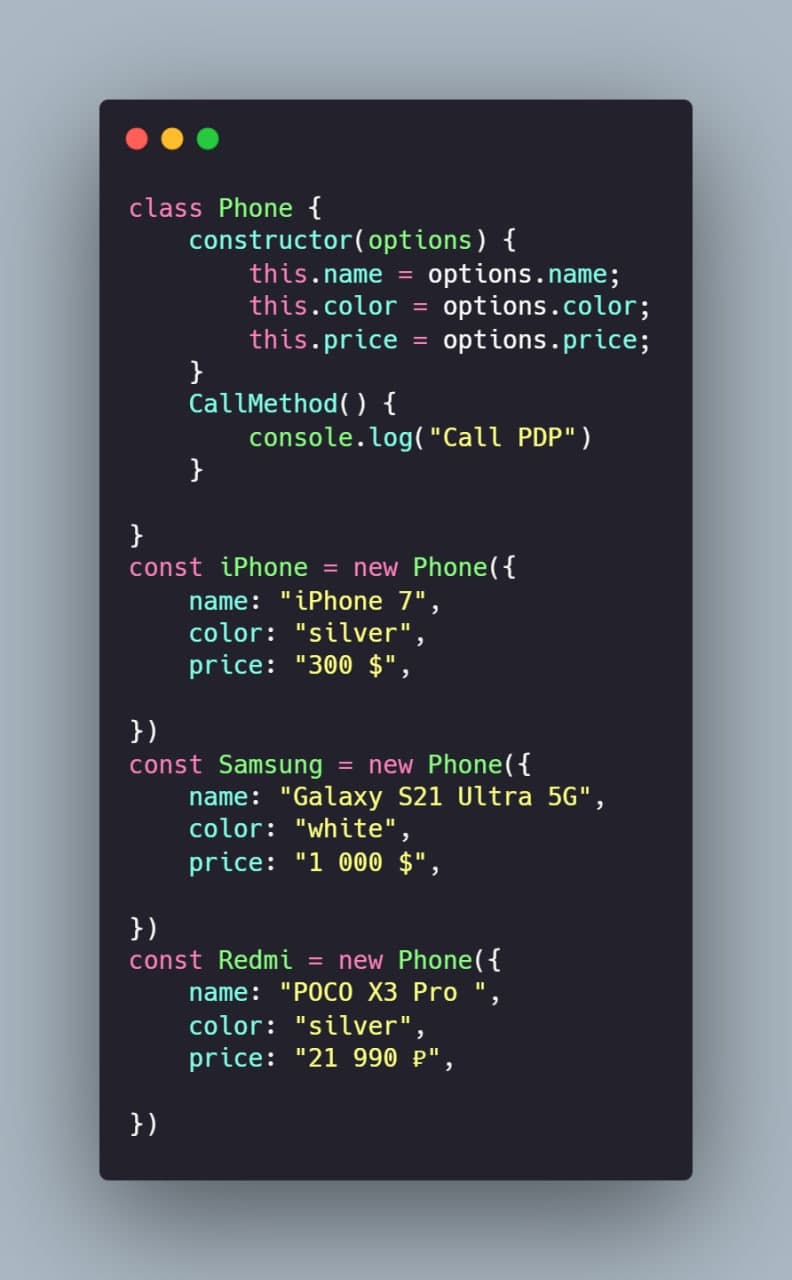 class Phone {
    constructor(options) {
        this.name = options.name;
        this.color = options.color;
        this.price = options.price;
    }
    CallMethod() {
        console.log("Call PDP")
    }

}
const iPhone = new Phone({
    name: "iPhone 7",
    color: "silver",
    price: "300 $",

})
const Samsung = new Phone({
    name: "Galaxy S21 Ultra 5G",
    color: "white",
    price: "1 000 $",

})
const Redmi = new Phone({
    name: "POCO X3 Pro ",
    color: "silver",
    price: "21 990 ₽",

})